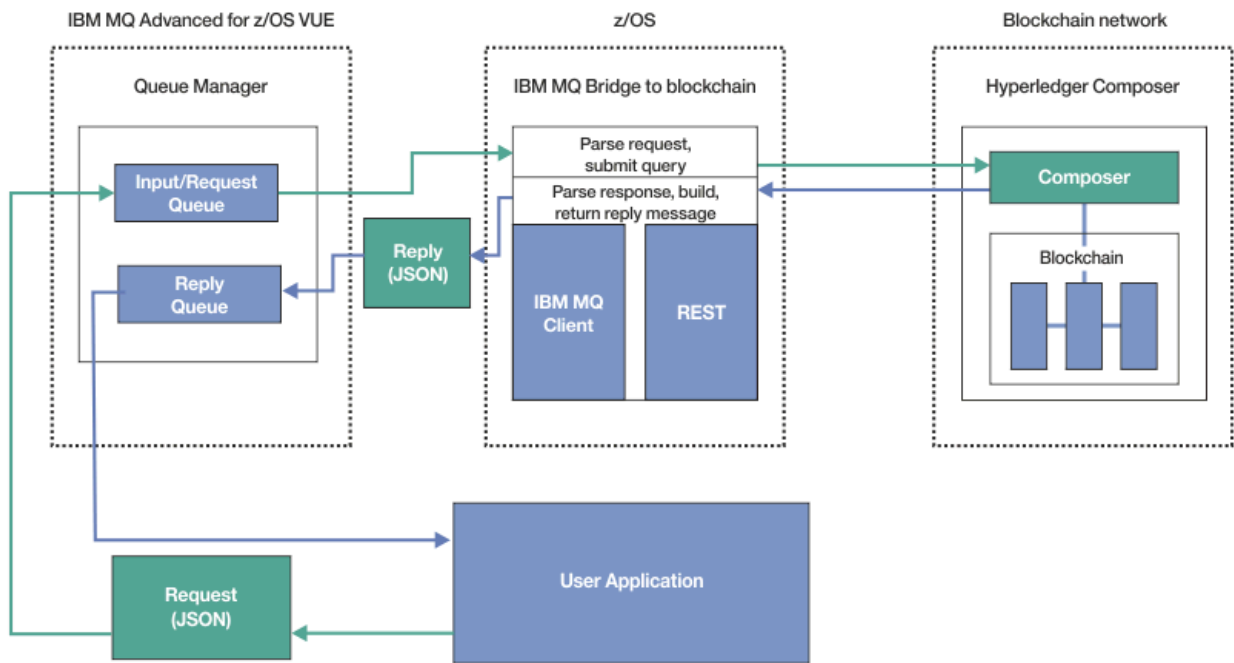 IBM MQ Advanced for z/OS VUE
z/OS
Blockchain network
Queue Manager
IBM MQ Bridge to blockchain
Hyperledger Composer
Parse request,
submit query
Input/Request
Queue
Composer
Parse response, build,
return reply message
Reply
(JSON)
Reply
Queue
Blockchain
IBM MQ
Client
REST
User Application
Request
(JSON)